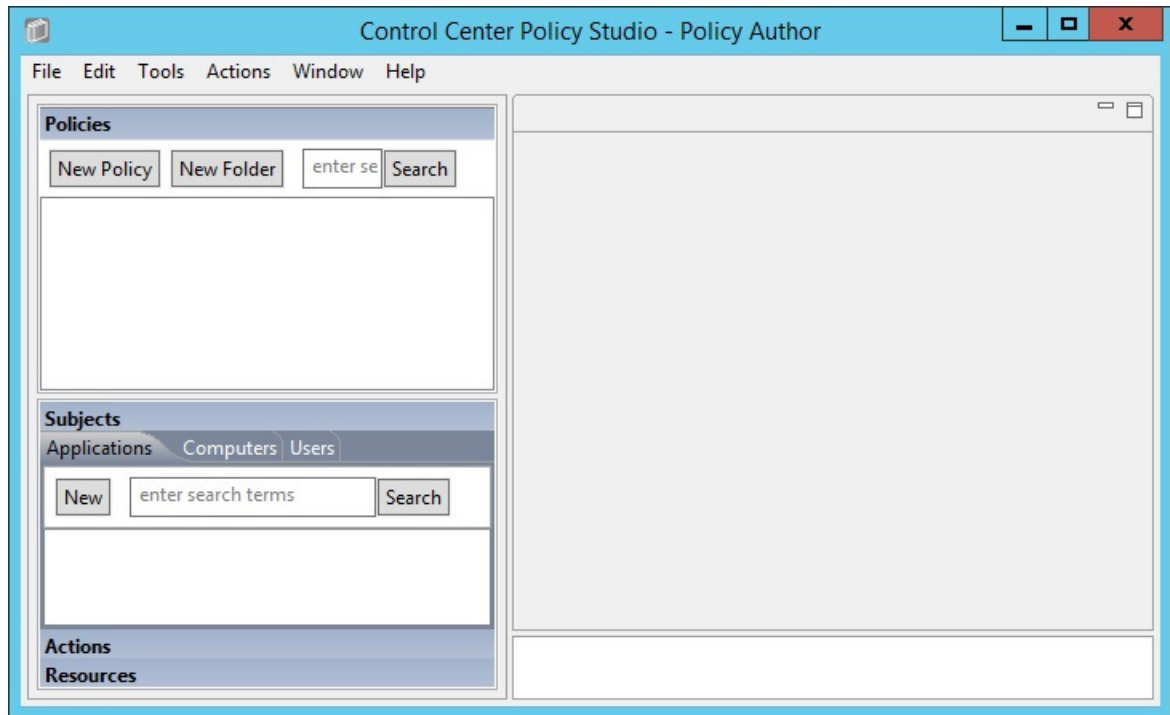 Control Center Policy Studio - Policy Author
File Edit Tools Actions Window Help
Policies
New Policy New Folder enter se Search
Subjects
Applications Computers Users
New enter search terms Search
Actions
Resources